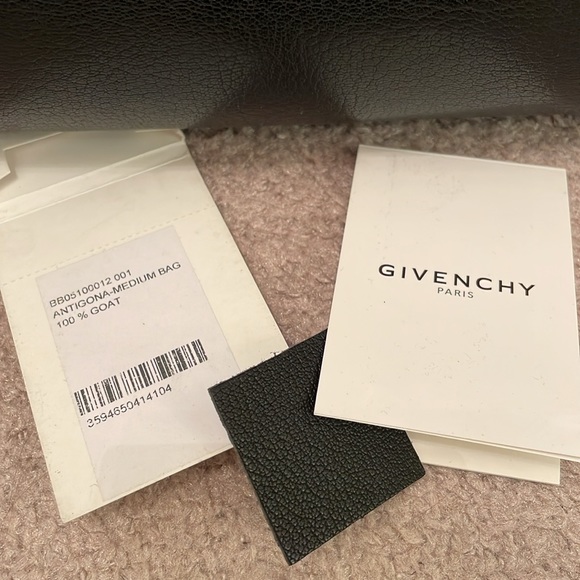 BB05100012 001
ANTIGONA-MEDIUM BAG
100 % GOAT
3594650414104
GIVENCHY
PARIS